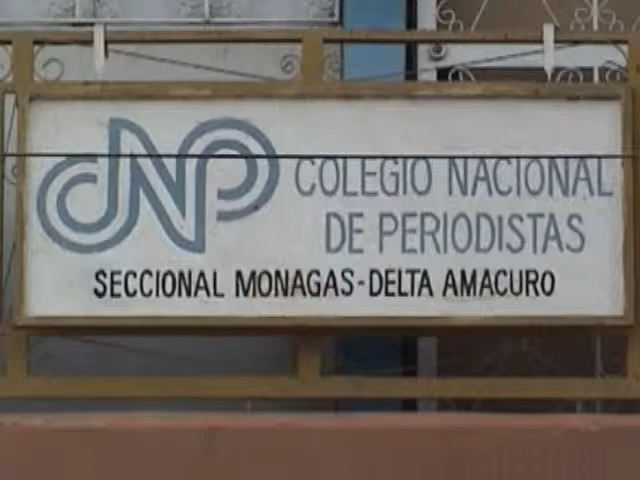 CNP
COLEGIO NACIONAL
DE PERIODISTAS
SECCIONAL MONAGAS-DELTA AMACURO